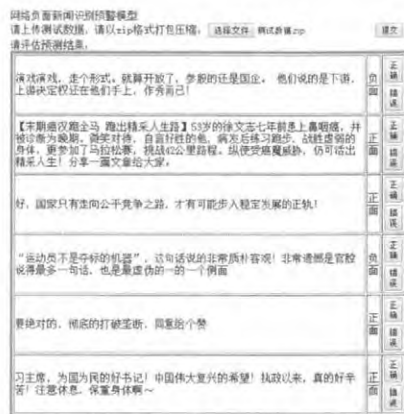 网络负面新闻识别预警模型
请上传测试数据，请以zip格式打包压缩： 选择文件 测试数据.zip 提交
请评估预测结果：
演戏演戏，走个形式，就算开放了，参股的还是国企， 他们说的是下游，
上游决定权还在他们手上，作秀而已！
负面
正确
错误
【末期癌汉跑全马 跑出精采人生路】53岁的徐文志七年前患上鼻咽癌，并
被诊断为晚期，微笑对待，自言好胜的他，病发后练习跑步，战胜虚弱的
身体，更参加了马拉松赛，挑战42公里路程。纵使受癌魔威胁，仍可活出
精采人生！分享一篇文章给大家。
正面
正确
错误
好，国家只有走向公平竞争之路，才有可能步入稳定发展的正轨！
正面
正确
错误
“运动员不是夺标的机器”，这句话说的非常质朴客观！非常遗憾是官腔
说得最多一句话，也是最虚伪的一的一个例面
负面
正确
错误
要绝对的，彻底的打破垄断，同意给个赞
正面
正确
错误
习主席，为国为民的好书记！中国伟大复兴的希望！执政以来，真的好辛
苦！注意休息，保重身体啊～
正面
正确
错误